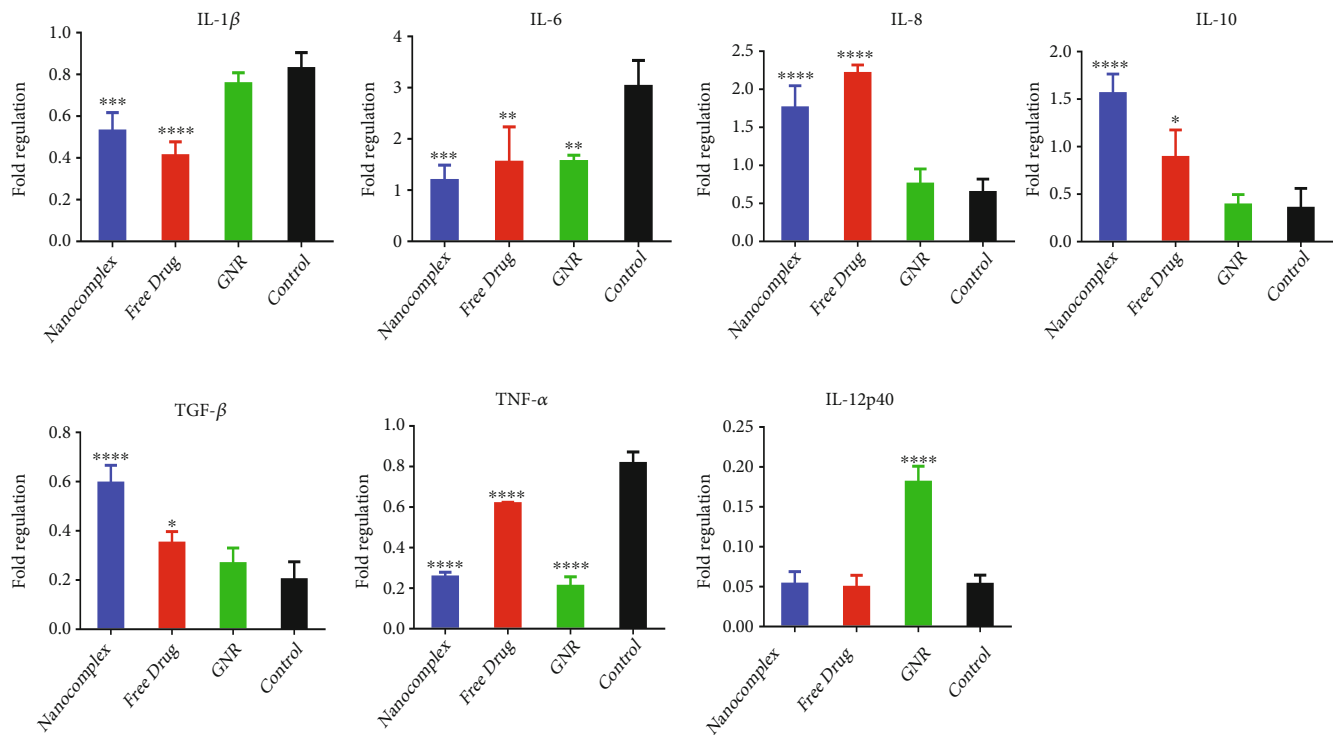 IL-1β
Fold regulation
1.0
0.8
0.6
0.4
0.2
0.0
***
****
Nanocomplex
Free Drug
GNR
Control
IL-6
Fold regulation
4
3
2
1
0
***
**
**
Nanocomplex
Free Drug
GNR
Control
IL-8
Fold regulation
2.5
2.0
1.5
1.0
0.5
0.0
****
****
Nanocomplex
Free Drug
GNR
Control
IL-10
Fold regulation
2.0
1.5
1.0
0.5
0.0
****
*
Nanocomplex
Free Drug
GNR
Control
TGF-β
Fold regulation
0.8
0.6
0.4
0.2
0.0
****
*
Nanocomplex
Free Drug
GNR
Control
TNF-α
Fold regulation
1.0
0.8
0.6
0.4
0.2
0.0
****
****
****
Nanocomplex
Free Drug
GNR
Control
IL-12p40
Fold regulation
0.25
0.20
0.15
0.10
0.05
0.00
****
Nanocomplex
Free Drug
GNR
Control